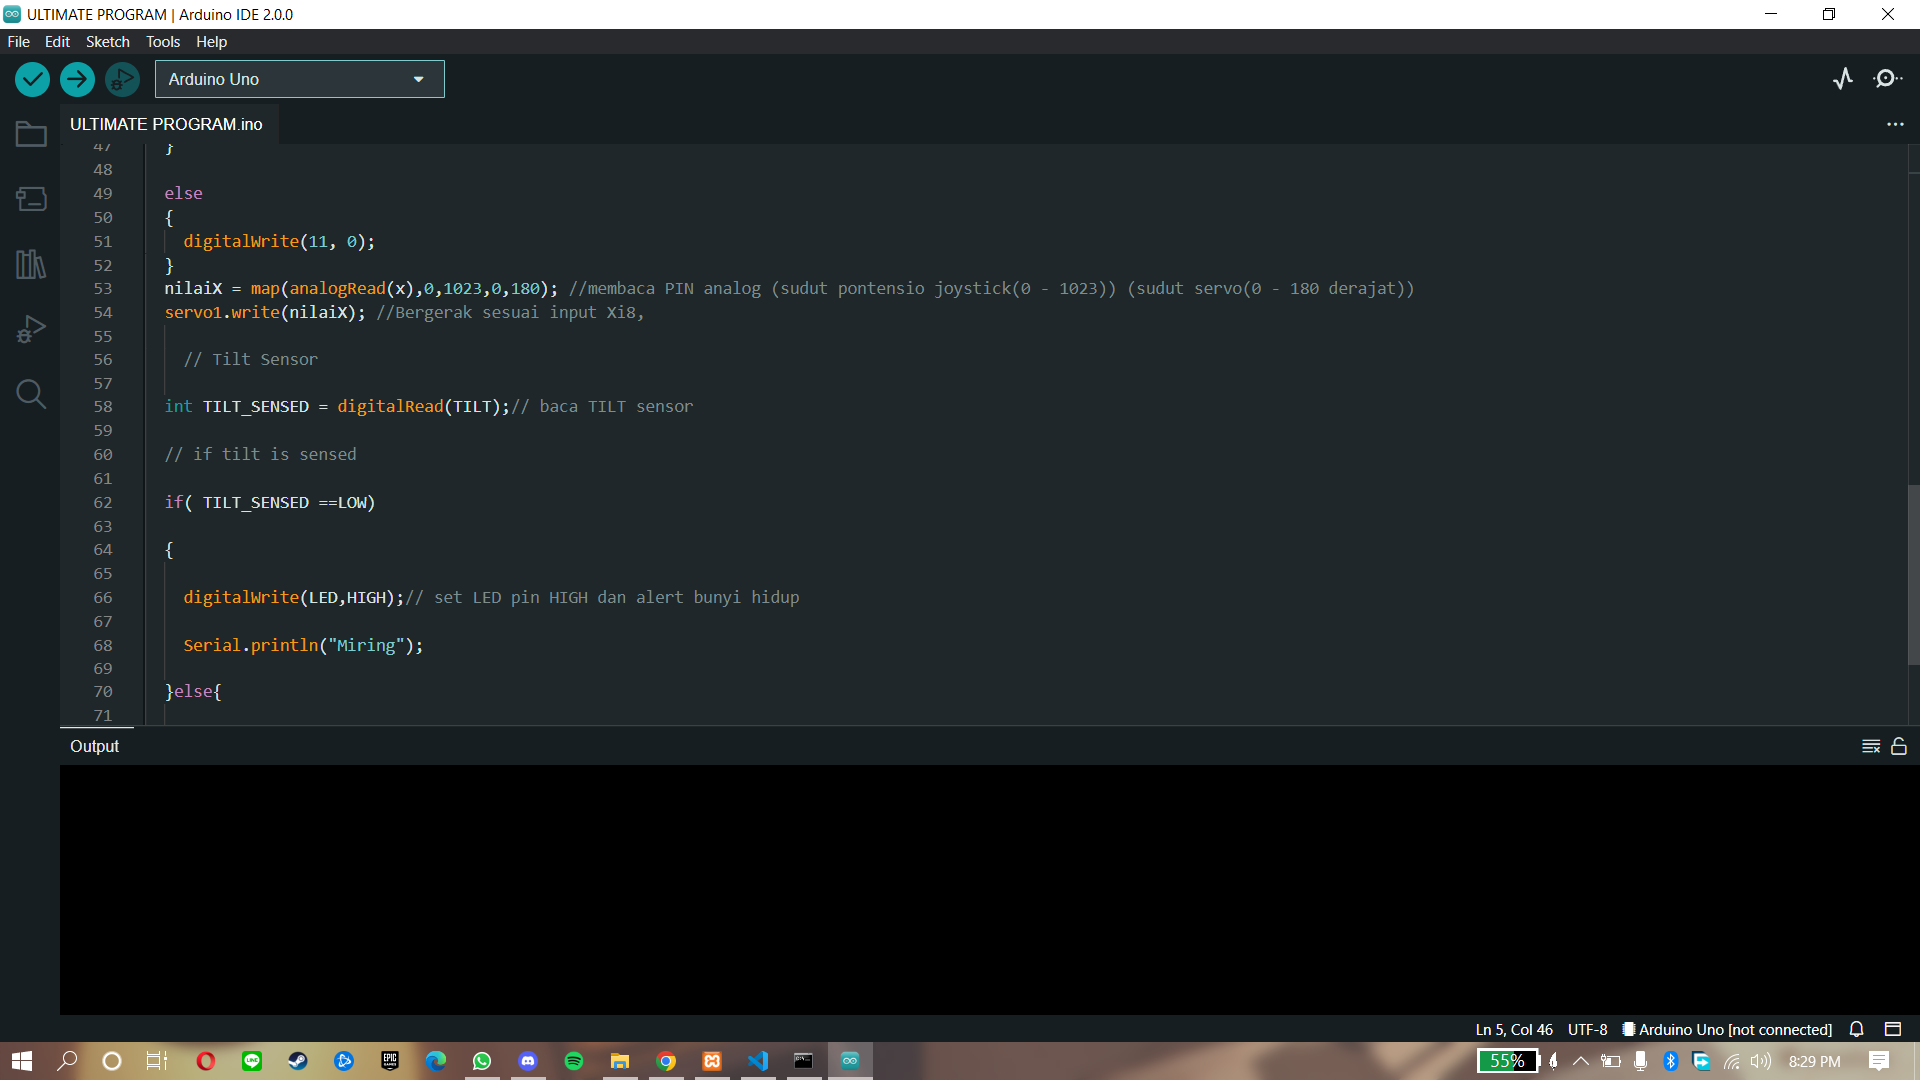 ULTIMATE PROGRAM | Arduino IDE 2.0.0
File Edit Sketch Tools Help
Arduino Uno
ULTIMATE PROGRAM.ino
47 }
48
49 else
50 {
51 digitalWrite(11, 0);
52 }
53 nilaiX = map(analogRead(x),0,1023,0,180); //membaca PIN analog (sudut pontensio joystick(0 - 1023)) (sudut servo(0 - 180 derajat))
54 servo1.write(nilaiX); //Bergerak sesuai input Xi8,
55
56 // Tilt Sensor
57
58 int TILT_SENSED = digitalRead(TILT);// baca TILT sensor
59
60 // if tilt is sensed
61
62 if( TILT_SENSED ==LOW)
63
64 {
65
66 digitalWrite(LED,HIGH);// set LED pin HIGH dan alert bunyi hidup
67
68 Serial.println("Miring");
69
70 }else{
71
Output
Ln 5, Col 46 UTF-8 Arduino Uno [not connected]
LINE
EPIC GAMES
55% 8:29 PM